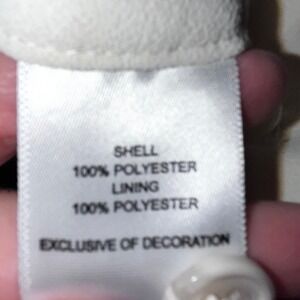 SHELL
100% POLYESTER
LINING
100% POLYESTER
EXCLUSIVE OF DECORATION